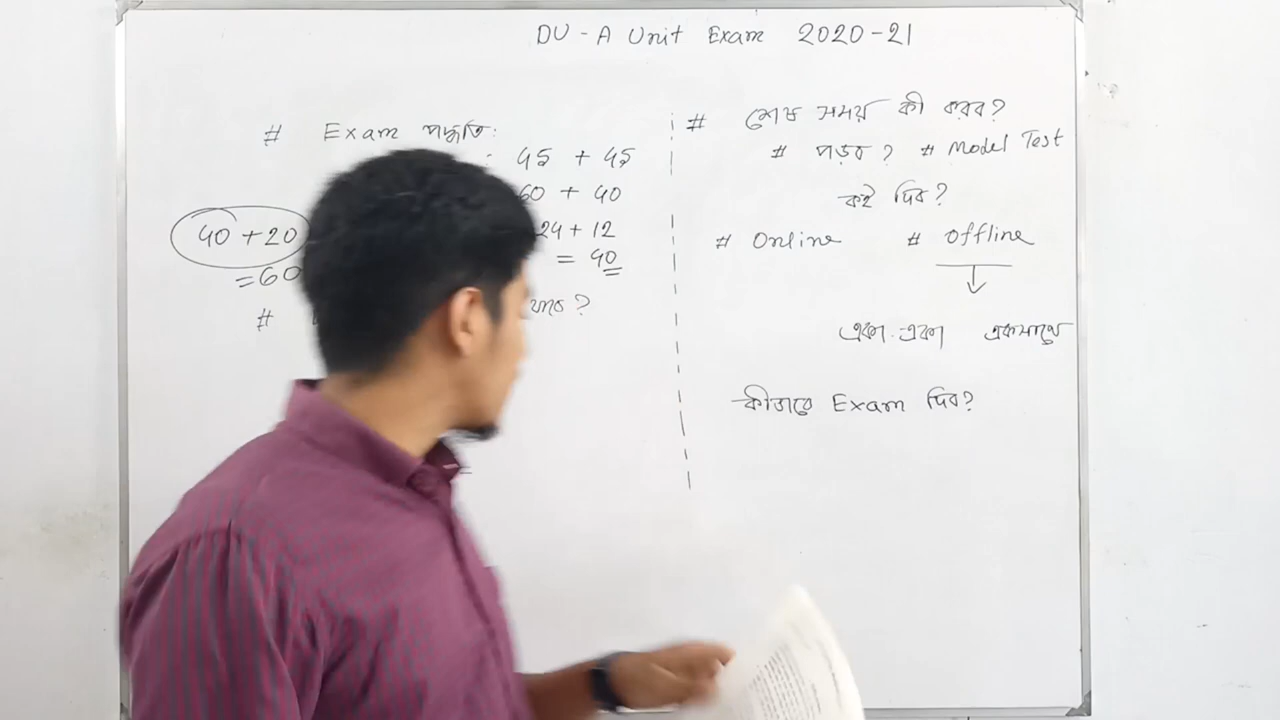 DU - A Unit Exam 2020-21
# Exam পদ্ধতি:
: 45 + 45
60 + 40
40 + 20
24 + 12
= 60
= 90
#
?
# শেষ সময় কী করব?
# পড়ব? # Model Test
কই দিব?
# Online # Offline
একা একা একসাথে
কীভাবে Exam দিব?